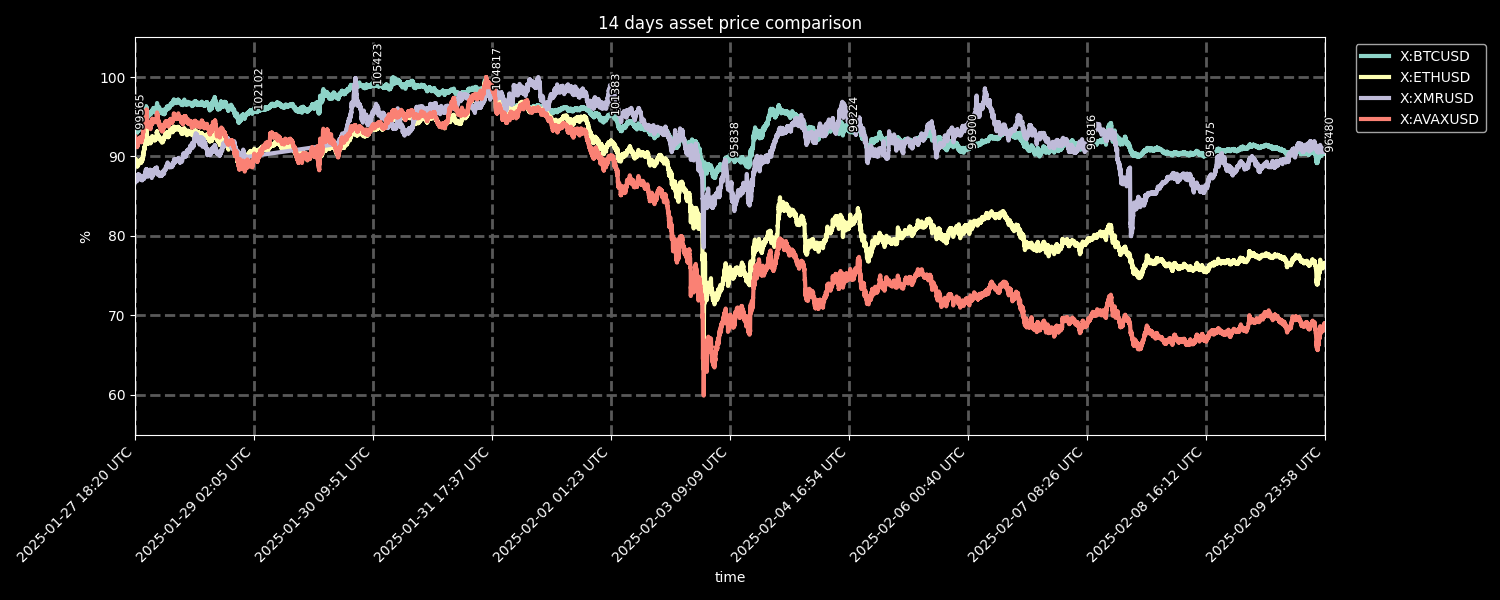 14 days asset price comparison
X:BTCUSD
X:ETHUSD
X:XMRUSD
X:AVAXUSD
%
100
90
80
70
60
99565
102102
105423
104817
101383
95838
99224
96900
96816
95875
96480
2025-01-27 18:20 UTC
2025-01-29 02:05 UTC
2025-01-30 09:51 UTC
2025-01-31 17:37 UTC
2025-02-02 01:23 UTC
2025-02-03 09:09 UTC
2025-02-04 16:54 UTC
2025-02-06 00:40 UTC
2025-02-07 08:26 UTC
2025-02-08 16:12 UTC
2025-02-09 23:58 UTC
time